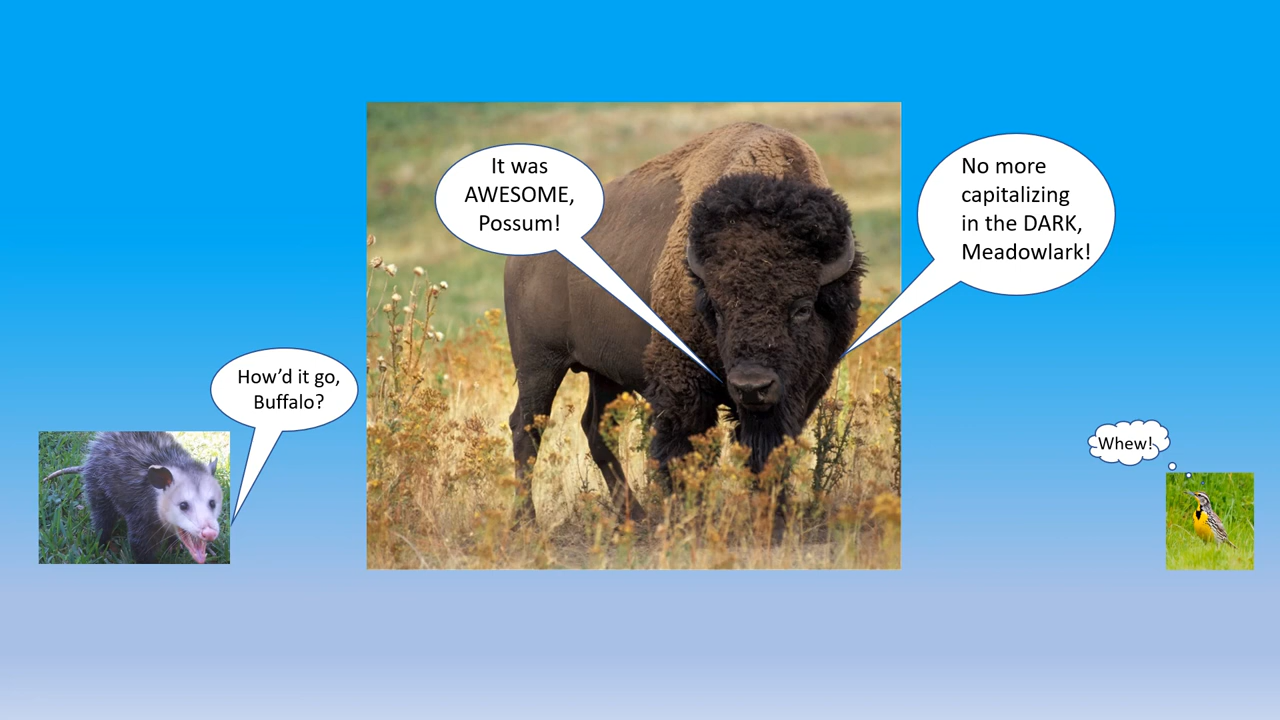 How'd it go,
Buffalo?
It was
AWESOME,
Possum!
No more
capitalizing
in the DARK,
Meadowlark!
Whew!